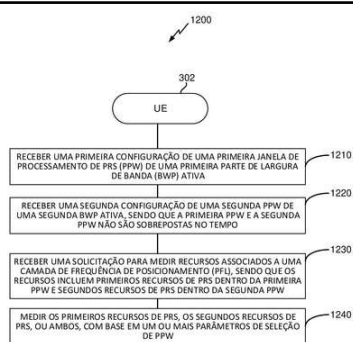 1200
302
UE
RECEBER UMA PRIMEIRA CONFIGURAÇÃO DE UMA PRIMEIRA JANELA DE
PROCESSAMENTO DE PRS (PPW) DE UMA PRIMEIRA PARTE DE LARGURA
DE BANDA (BWP) ATIVA
1210
RECEBER UMA SEGUNDA CONFIGURAÇÃO DE UMA SEGUNDA PPW DE
UMA SEGUNDA BWP ATIVA, SENDO QUE A PRIMEIRA PPW E A SEGUNDA
PPW NÃO SÃO SOBREPOSTAS NO TEMPO
1220
RECEBER UMA SOLICITAÇÃO PARA MEDIR RECURSOS ASSOCIADOS A UMA
CAMADA DE FREQUÊNCIA DE POSICIONAMENTO (PFL), SENDO QUE OS
RECURSOS INCLUEM PRIMEIROS RECURSOS DE PRS DENTRO DA PRIMEIRA
PPW E SEGUNDOS RECURSOS DE PRS DENTRO DA SEGUNDA PPW
1230
MEDIR OS PRIMEIROS RECURSOS DE PRS, OS SEGUNDOS RECURSOS DE
PRS, OU AMBOS, COM BASE EM UM OU MAIS PARÂMETROS DE SELEÇÃO
DE PPW
1240